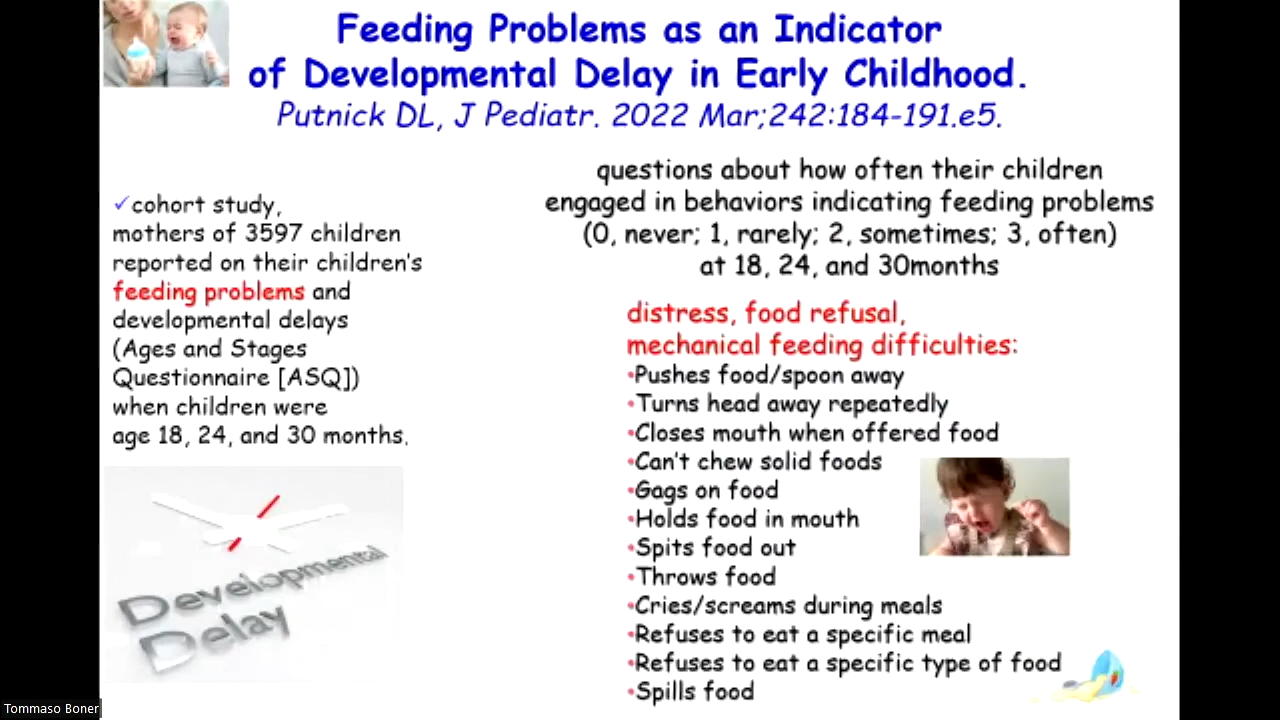 Feeding Problems as an Indicator
of Developmental Delay in Early Childhood.
Putnick DL, J Pediatr. 2022 Mar;242:184-191.e5.
✓cohort study,
mothers of 3597 children
reported on their children's
feeding problems and
developmental delays
(Ages and Stages
Questionnaire [ASQ])
when children were
age 18, 24, and 30 months.
Developmental
Delay
questions about how often their children
engaged in behaviors indicating feeding problems
(0, never; 1, rarely; 2, sometimes; 3, often)
at 18, 24, and 30months
distress, food refusal,
mechanical feeding difficulties:
•Pushes food/spoon away
•Turns head away repeatedly
•Closes mouth when offered food
•Can't chew solid foods
•Gags on food
•Holds food in mouth
•Spits food out
•Throws food
•Cries/screams during meals
•Refuses to eat a specific meal
•Refuses to eat a specific type of food
•Spills food
Tommaso Boner